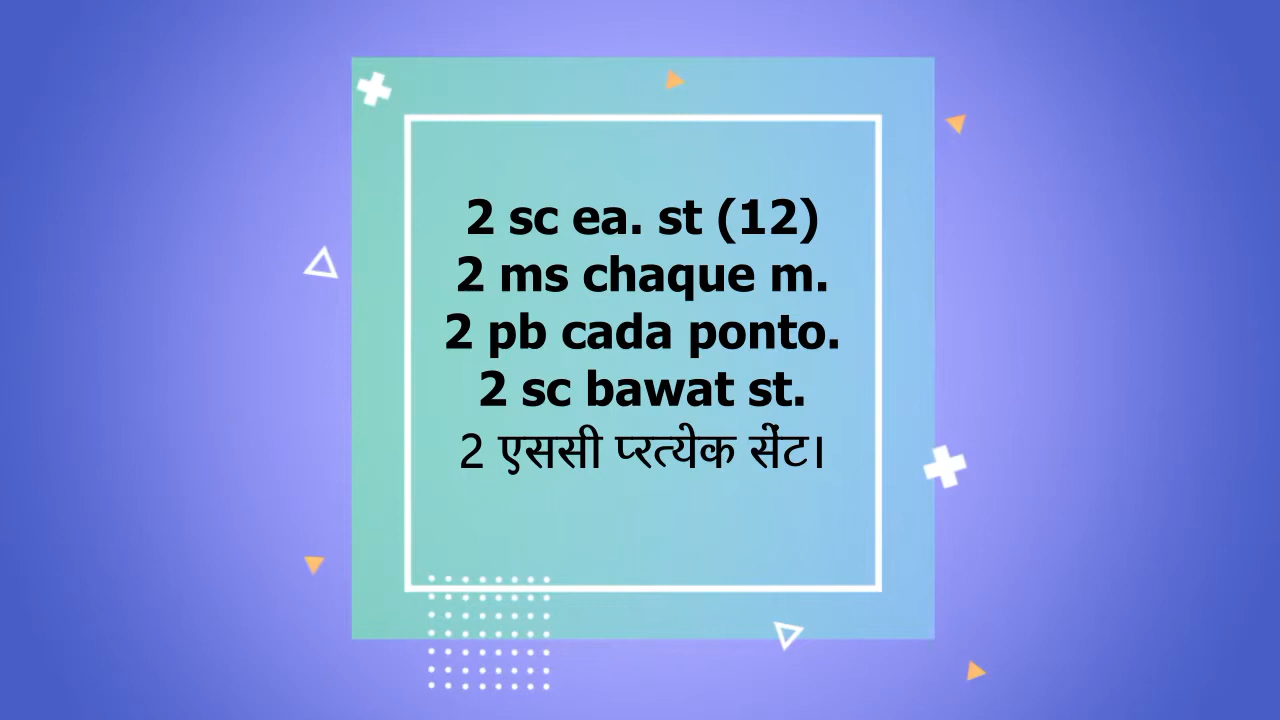 2 sc ea. st (12)
2 ms chaque m.
2 pb cada ponto.
2 sc bawat st.
2 एससी प्रत्येक सेंट।